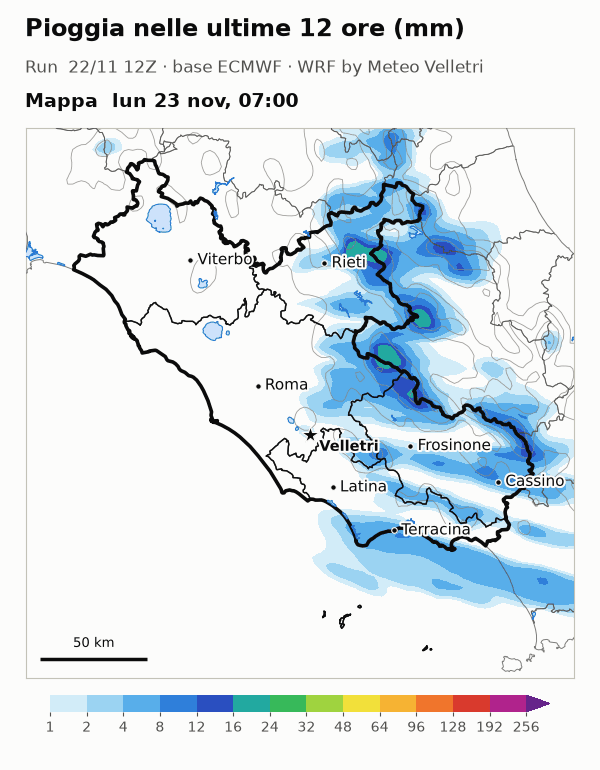 Pioggia nelle ultime 12 ore (mm)
Run  22/11 12Z · base ECMWF · WRF by Meteo Velletri
Mappa  lun 23 nov, 07:00
Viterbo
Rieti
Roma
Velletri
Frosinone
Cassino
Latina
Terracina
50 km
1 2 4 8 12 16 24 32 48 64 96 128 192 256